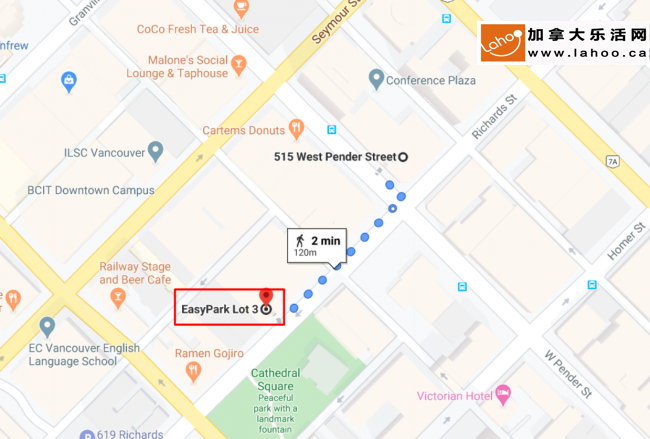 Granvill
CoCo Fresh Tea & Juice
Seymour S
Lahoo
加拿大乐活网
www.lahoo.ca
nfrew
Malone's Social
Lounge & Taphouse
Conference Plaza
Richards St
Cartems Donuts
515 West Pender Street
ILSC Vancouver
7A
BCIT Downtown Campus
2 min
120m
Homer St
Railway Stage
and Beer Cafe
EasyPark Lot 3
EC Vancouver English
Language School
Ramen Gojiro
Cathedral
Square
Peaceful
park with a
landmark
fountain
W Pender St
Victorian Hotel
619 Richards